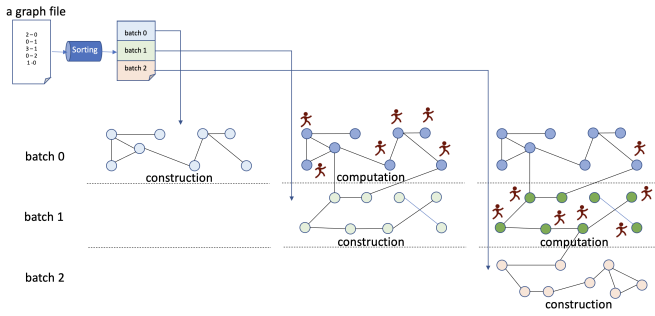 a graph file
2–0
0–1
3–1
0–2
1-0
Sorting
batch 0
batch 1
batch 2
batch 0
construction
computation
batch 1
construction
computation
batch 2
construction